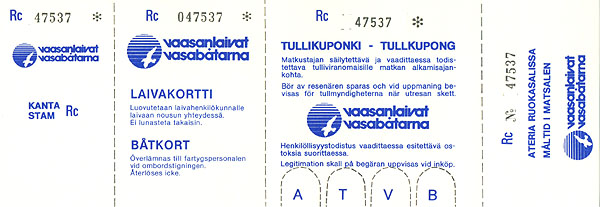 Rc 47537 *
vaasanlaivat
vasabåtarna
KANTA
STAM Rc
Rc 047537 *
vaasanlaivat
vasabåtarna
LAIVAKORTTI
Luovutetaan laivahenkilökunnalle
laivaan nousun yhteydessä.
Ei lunasteta takaisin.
BÅTKORT
Överlämnas till fartygspersonalen
vid ombordstigningen.
Återlöses icke.
Rc 47537 *
TULLIKUPONKI - TULLKUPONG
Matkustajan säilytettävä ja vaadittaessa todis-
tettava tulliviranomaisille matkan alkamisajan-
kohta.
Bör av resenären sparas och vid uppmaning be-
visas för tullmyndigheterna när utresan skett.
vaasanlaivat
vasabåtarna
Henkilöllisyystodistus vaadittaessa esitettävä os-
toksia suoritettaessa.
Legitimation skall på begäran uppvisas vid inköp.
A T V B
Rc № 47537
ATERIA RUOKASALISSA
MÅLTID I MATSALEN
vaasanlaivat
vasabåtarna